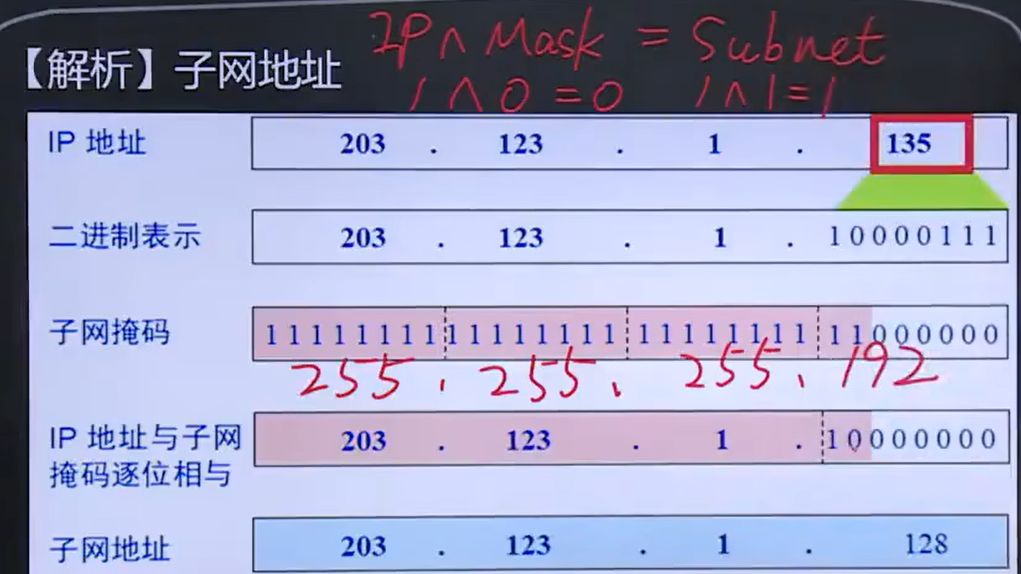 IP ∧ Mask = Subnet
【解析】子网地址
1 ∧ 0 = 0 1 ∧ 1 = 1
IP 地址 203 . 123 . 1 . 135
二进制表示 203 . 123 . 1 . 10000111
子网掩码 11111111 11111111 11111111 11000000
255 . 255 . 255 . 192
IP 地址与子网
掩码逐位相与 203 . 123 . 1 . 10000000
子网地址 203 . 123 . 1 . 128